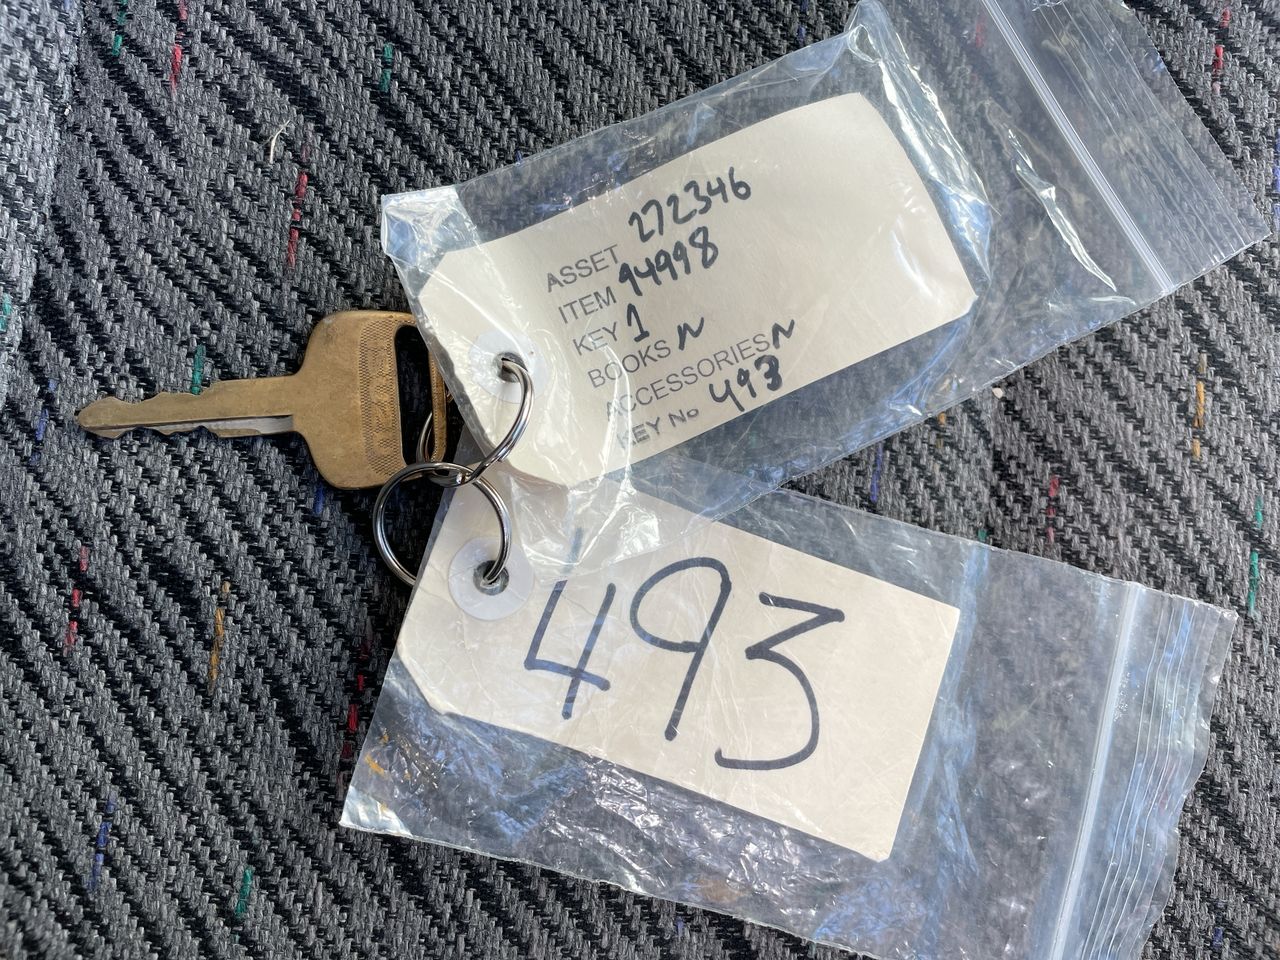 ASSET 272346
ITEM 94998
KEY 1
BOOKS N
ACCESSORIES N
KEY No 493
493